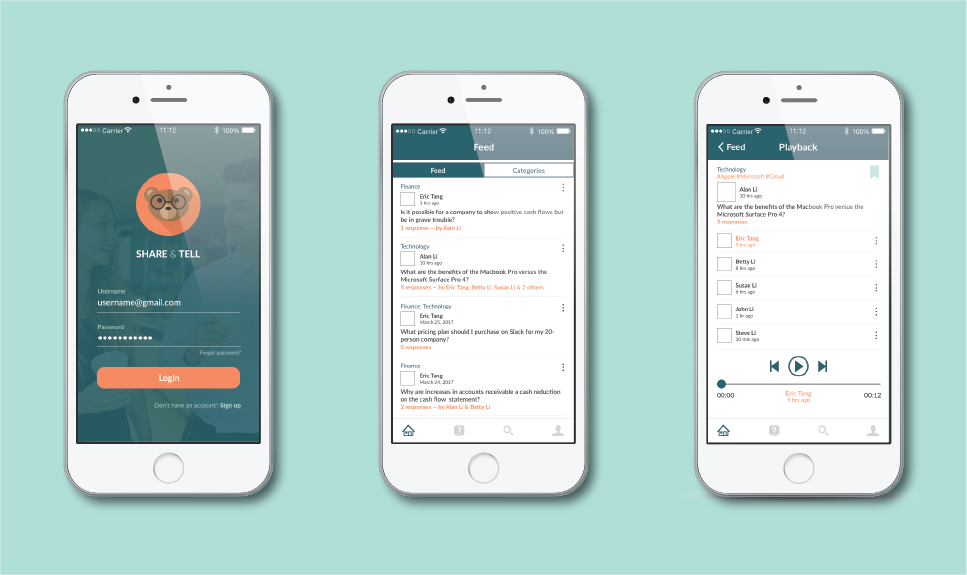 Carrier 11:12 100%
SHARE & TELL
Username
username@gmail.com
Password
Forgot password?
Login
Don't have an account? Sign up
Carrier 11:12 100%
Feed
Feed Categories
Finance
Eric Tang
3 hrs ago
Is it possible for a company to show positive cash flows but
be in grave trouble?
1 response — by Alan Li
Technology
Alan Li
10 hrs ago
What are the benefits of the Macbook Pro versus the
Microsoft Surface Pro 4?
5 responses — by Eric Tang, Betty Li, Susan Li & 2 others
Finance, Technology
Eric Tang
March 25, 2017
What pricing plan should I purchase on Slack for my 20-
person company?
0 responses
Finance
Eric Tang
March 24, 2017
Why are increases in accounts receivable a cash reduction
on the cash flow statement?
2 responses — by Alan Li & Betty Li
Carrier 11:12 100%
Feed Playback
Technology
#Apple #Microsoft #Cloud
Alan Li
10 hrs ago
What are the benefits of the Macbook Pro versus the
Microsoft Surface Pro 4?
5 responses
Eric Tang
9 hrs ago
Betty Li
8 hrs ago
Susan Li
6 hrs ago
John Li
1 hr ago
Steve Li
30 min ago
00:00 Eric Tang 00:12
9 hrs ago